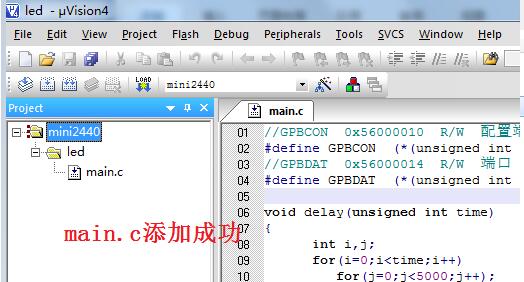 led - µVision4
File Edit View Project Flash Debug Peripherals Tools SVCS Window Help
LOAD mini2440
Project
main.c
mini2440
led
main.c
main.c添加成功
01 //GPBCON 0x56000010 R/W 配置端
02 #define GPBCON (*(unsigned int
03 //GPBDAT 0x56000014 R/W 端口
04 #define GPBDAT (*(unsigned int
05
06 void delay(unsigned int time)
07 {
08 int i,j;
09 for(i=0;i<time;i++)
10 for(j=0;j<5000;j++);